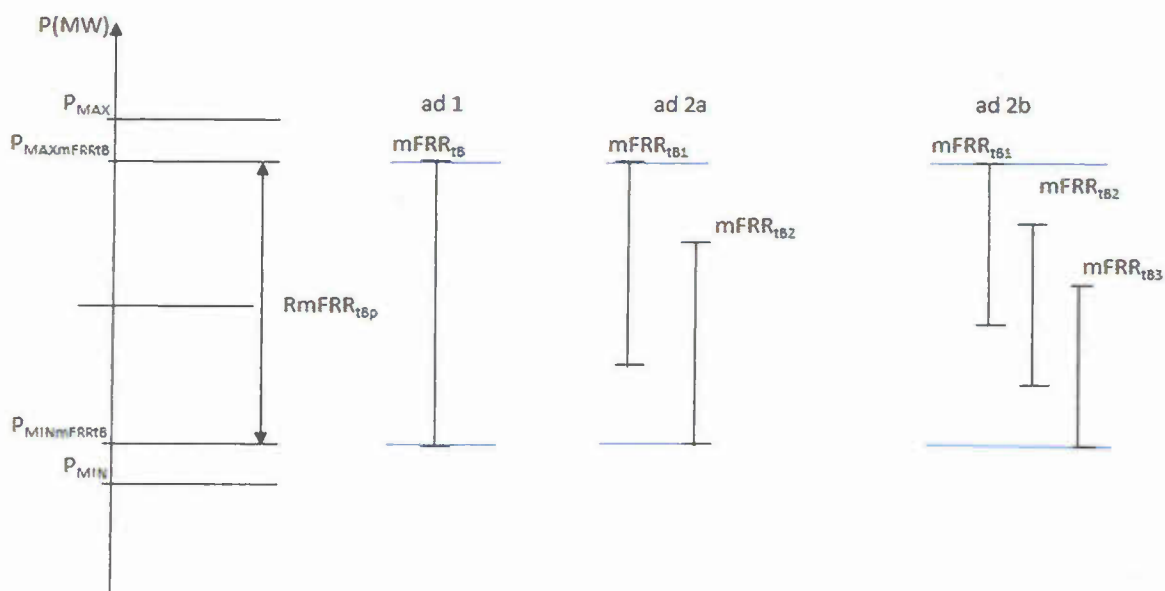 P(MW)
P_MAX
P_MAXmFRRtB
RmFRR_tBp
P_MINmFRRtB
P_MIN
ad 1
mFRR_tB
ad 2a
mFRR_tB1
mFRR_tB2
ad 2b
mFRR_tB1
mFRR_tB2
mFRR_tB3